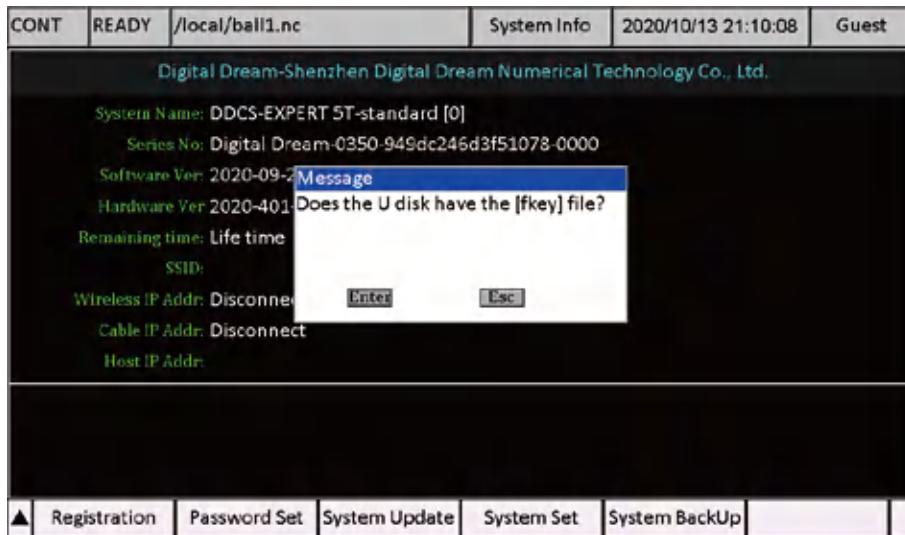 CONT READY /local/ball1.nc System Info 2020/10/13 21:10:08 Guest
Digital Dream-Shenzhen Digital Dream Numerical Technology Co., Ltd.
System Name: DDCS-EXPERT 5T-standard [0]
Series No: Digital Dream-0350-949dc246d3f51078-0000
Software Ver: 2020-09-2
Message
Does the U disk have the [fkey] file?
Hardware Ver 2020-401-
Remaining time: Life time
SSID:
Enter Esc
Wireless IP Addr: Disconne
Cable IP Addr: Disconnect
Host IP Addr:
▲ Registration Password Set System Update System Set System BackUp